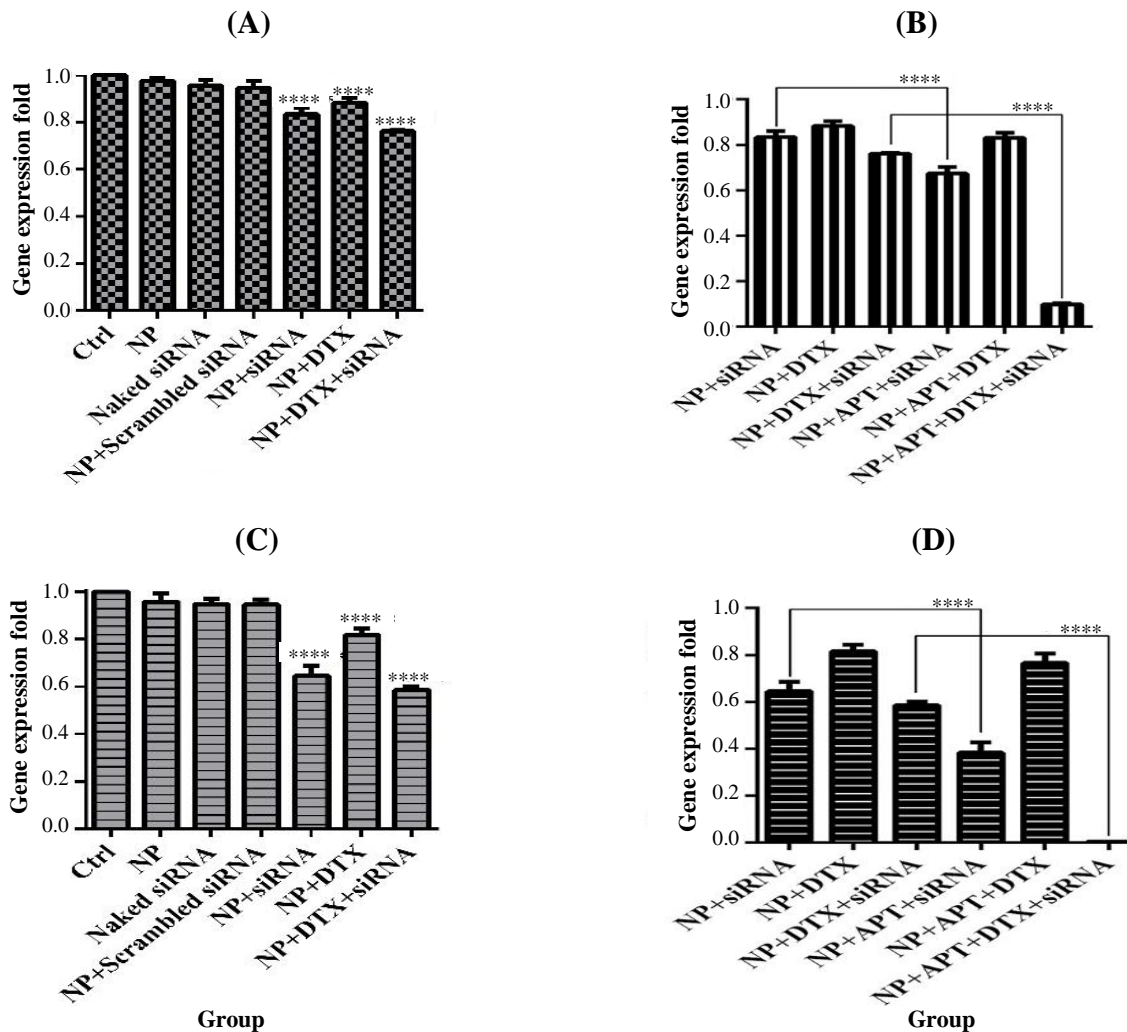 (A)
Gene expression fold
1.0
0.8
0.6
0.4
0.2
0.0
****
****
****
Ctrl
NP
Naked siRNA
NP+Scrambled siRNA
NP+siRNA
NP+DTX
NP+DTX+siRNA
(B)
Gene expression fold
1.0
0.8
0.6
0.4
0.2
0.0
****
****
NP+siRNA
NP+DTX
NP+DTX+siRNA
NP+APT+siRNA
NP+APT+DTX
NP+APT+DTX+siRNA
(C)
Gene expression fold
1.0
0.8
0.6
0.4
0.2
0.0
****
****
****
Ctrl
NP
Naked siRNA
NP+Scrambled siRNA
NP+siRNA
NP+DTX
NP+DTX+siRNA
Group
(D)
Gene expression fold
1.0
0.8
0.6
0.4
0.2
0.0
****
****
NP+siRNA
NP+DTX
NP+DTX+siRNA
NP+APT+siRNA
NP+APT+DTX
NP+APT+DTX+siRNA
Group